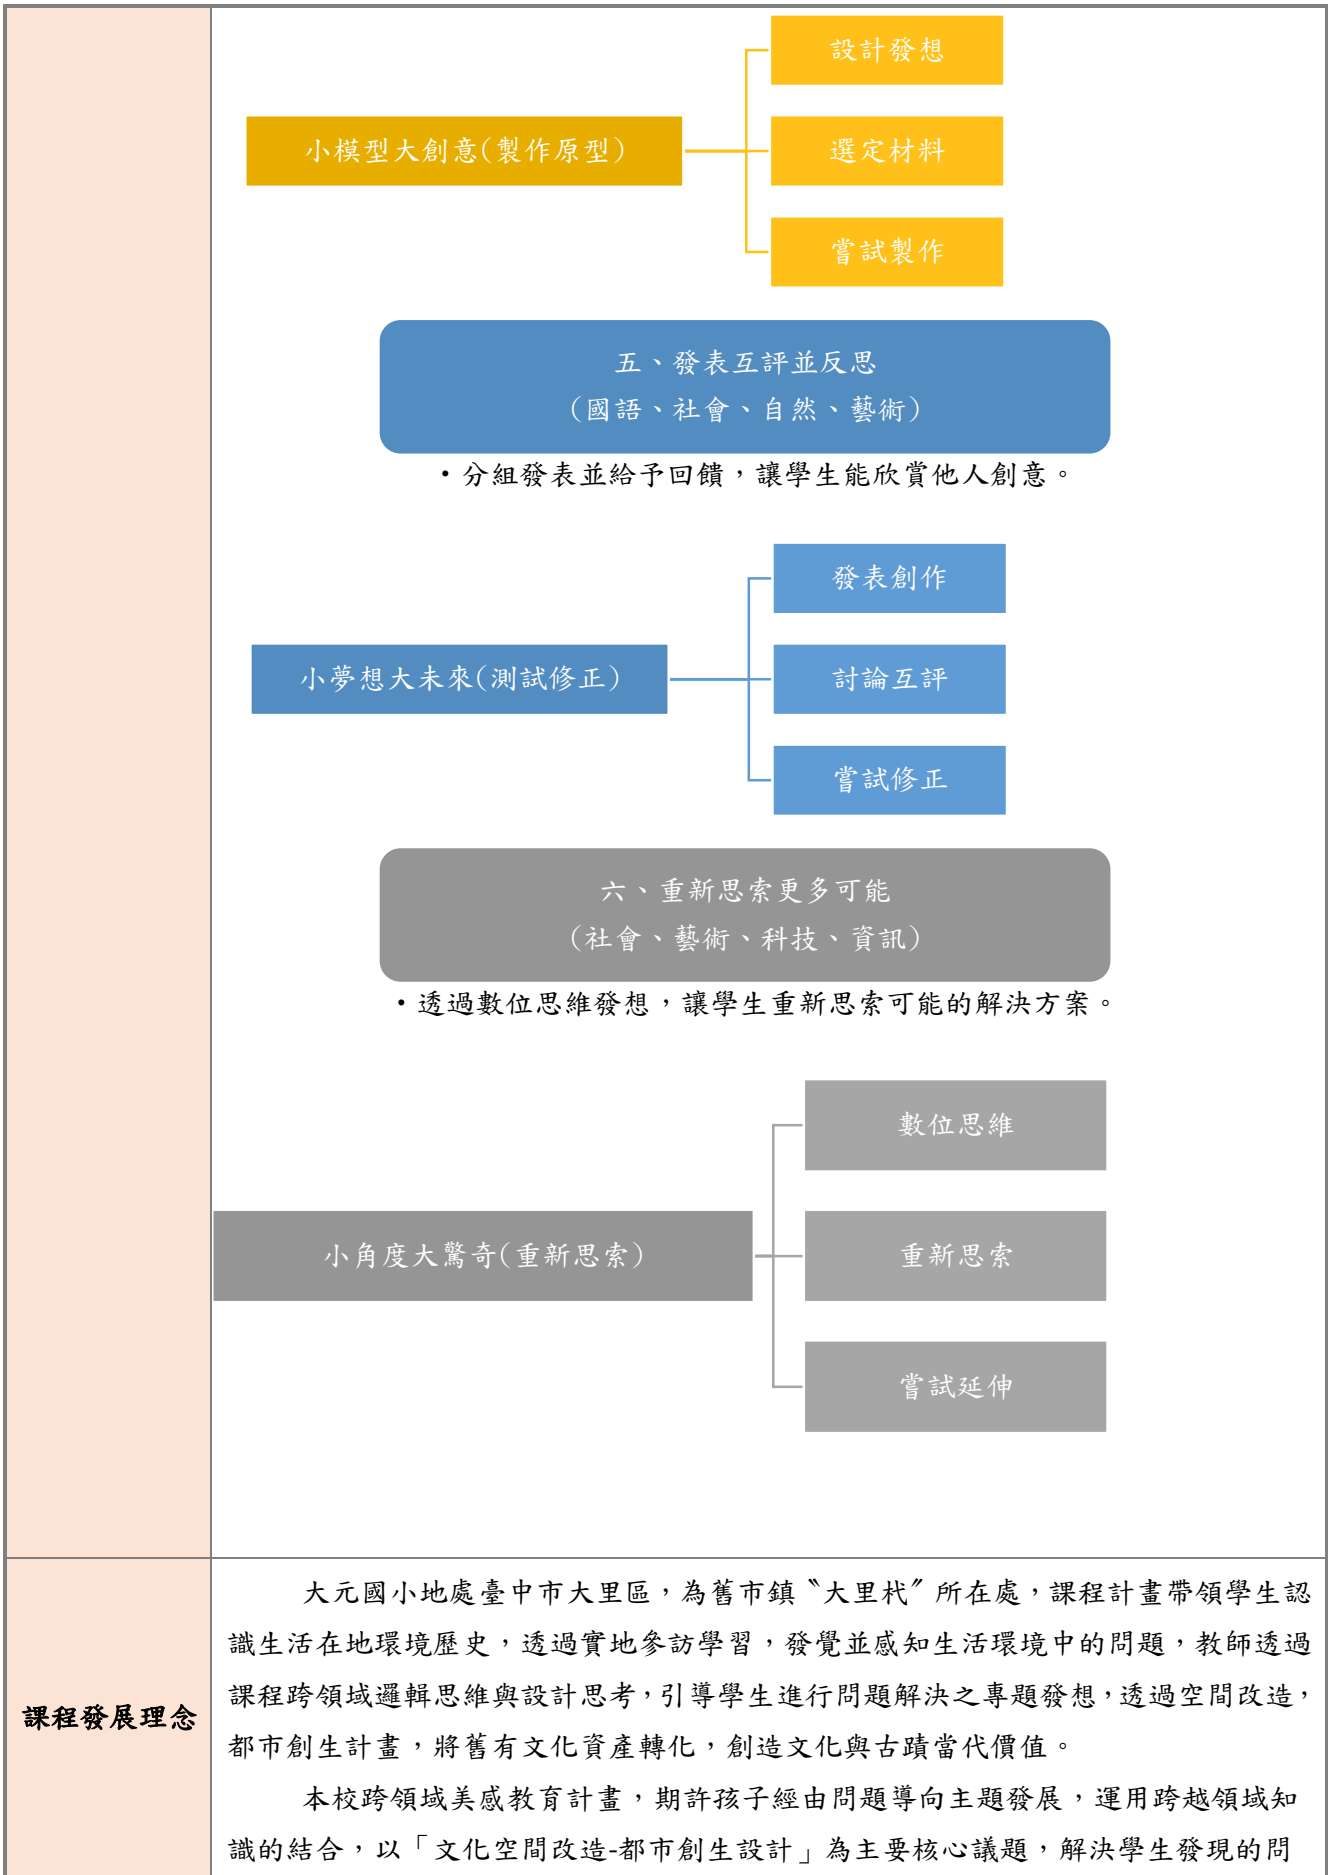 設計發想
小模型大創意(製作原型)
選定材料
嘗試製作
五、發表互評並反思
(國語、社會、自然、藝術)
・分組發表並給予回饋，讓學生能欣賞他人創意。
發表創作
小夢想大未來(測試修正)
討論互評
嘗試修正
六、重新思索更多可能
(社會、藝術、科技、資訊)
・透過數位思維發想，讓學生重新思索可能的解決方案。
數位思維
小角度大驚奇(重新思索)
重新思索
嘗試延伸
課程發展理念
大元國小地處臺中市大里區，為舊市鎮〝大里杙〞所在處，課程計畫帶領學生認
識生活在地環境歷史，透過實地參訪學習，發覺並感知生活環境中的問題，教師透過
課程跨領域邏輯思維與設計思考，引導學生進行問題解決之專題發想，透過空間改造，
都市創生計畫，將舊有文化資產轉化，創造文化與古蹟當代價值。
本校跨領域美感教育計畫，期許孩子經由問題導向主題發展，運用跨越領域知
識的結合，以「文化空間改造-都市創生設計」為主要核心議題，解決學生發現的問